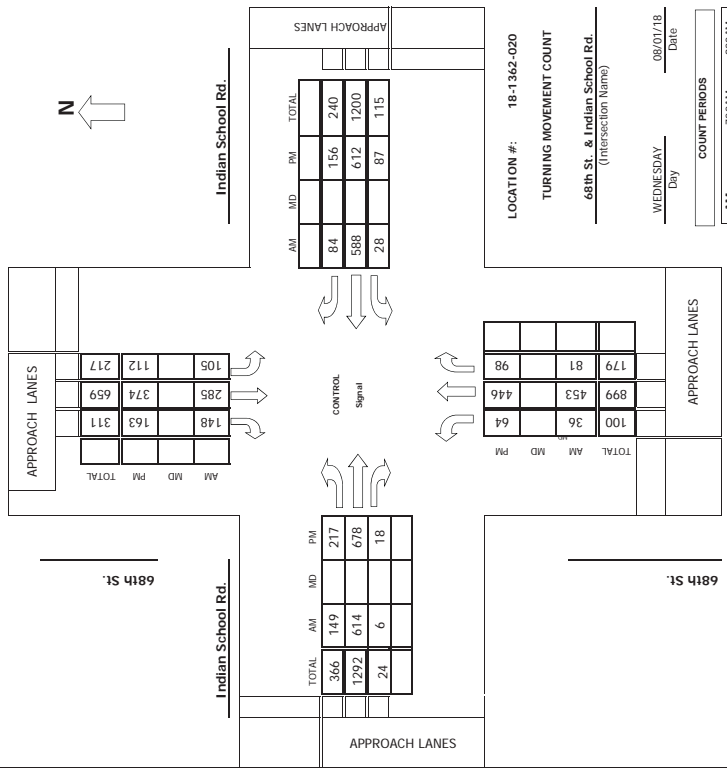 APPROACH LANES
N
Indian School Rd.
AM MD PM TOTAL
84 156 240
588 612 1200
28 87 115
LOCATION #: 18-1362-020
TURNING MOVEMENT COUNT
68th St. & Indian School Rd.
(Intersection Name)
WEDNESDAY 08/01/18
Day Date
COUNT PERIODS
APPROACH LANES
TOTAL 311 659 217
PM 163 374 112
MD
AM 148 285 105
CONTROL
Signal
PM 64 446 98
MD
AM 36 453 81
MD
TOTAL 100 899 179
APPROACH LANES
68th St.
68th St.
Indian School Rd.
TOTAL AM MD PM
366 149 217
1292 614 678
24 6 18
APPROACH LANES